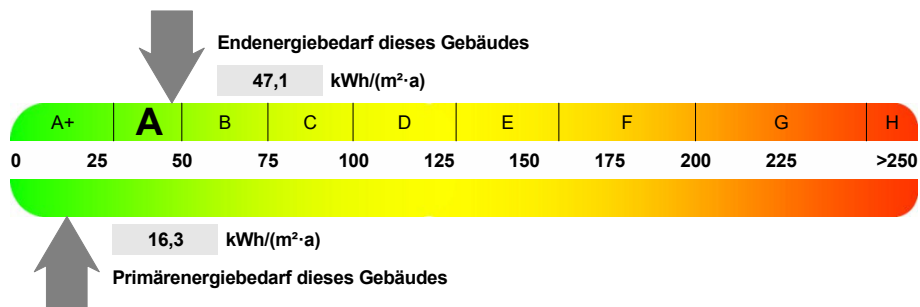 Endenergiebedarf dieses Gebäudes
47,1 kWh/(m²·a)
A+ A B C D E F G H
0 25 50 75 100 125 150 175 200 225 >250
16,3 kWh/(m²·a)
Primärenergiebedarf dieses Gebäudes